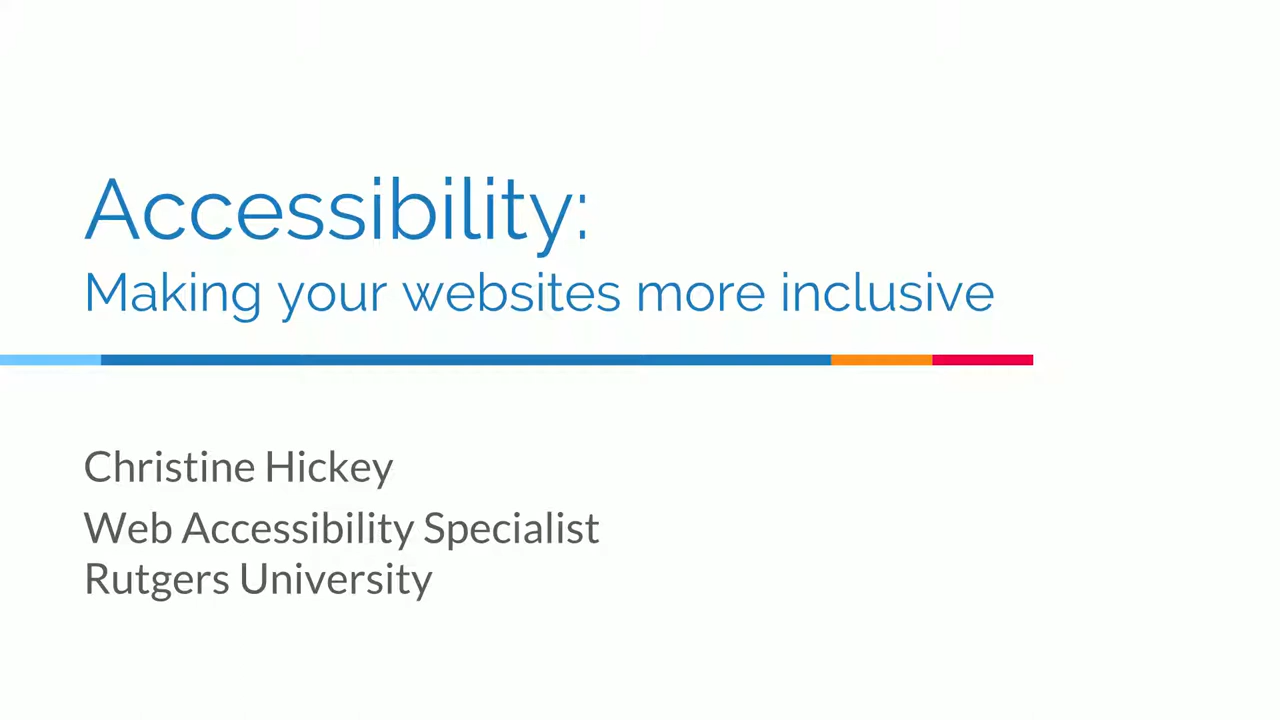 Accessibility:
Making your websites more inclusive
Christine Hickey
Web Accessibility Specialist
Rutgers University